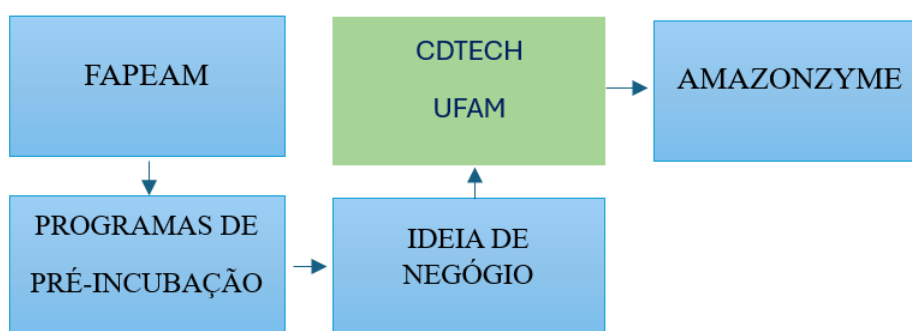 FAPEAM
PROGRAMAS DE
PRÉ-INCUBAÇÃO
IDEIA DE
NEGÓGIO
CDTECH
UFAM
AMAZONZYME